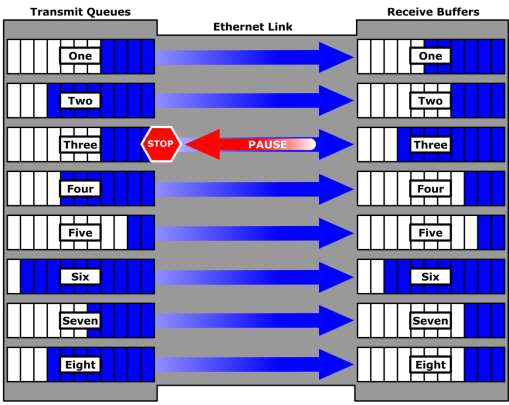 Transmit Queues
Ethernet Link
Receive Buffers
One
One
Two
Two
Three
STOP
PAUSE
Three
Four
Four
Five
Five
Six
Six
Seven
Seven
Eight
Eight